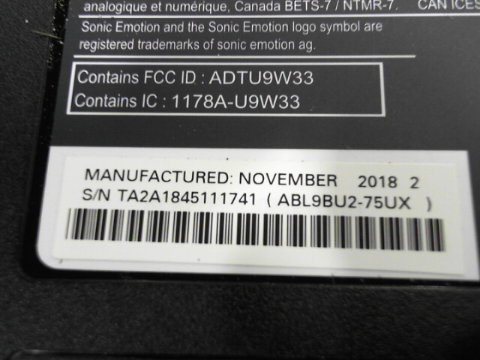 analogique et numérique, Canada BETS-7 / NTMR-7. CAN ICES
Sonic Emotion and the Sonic Emotion logo symbol are
registered trademarks of sonic emotion ag.
Contains FCC ID : ADTU9W33
Contains IC : 1178A-U9W33
MANUFACTURED: NOVEMBER 2018 2
S/N TA2A1845111741 ( ABL9BU2-75UX )